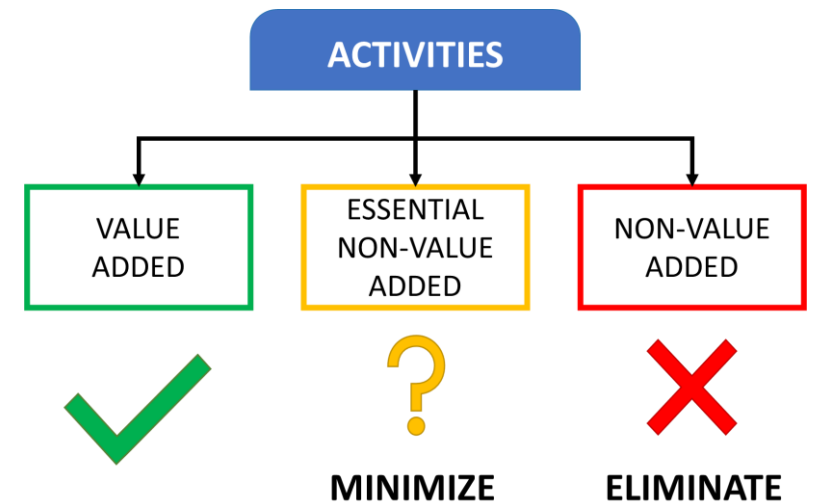 ACTIVITIES
VALUE
ADDED
ESSENTIAL
NON-VALUE
ADDED
NON-VALUE
ADDED
MINIMIZE
ELIMINATE